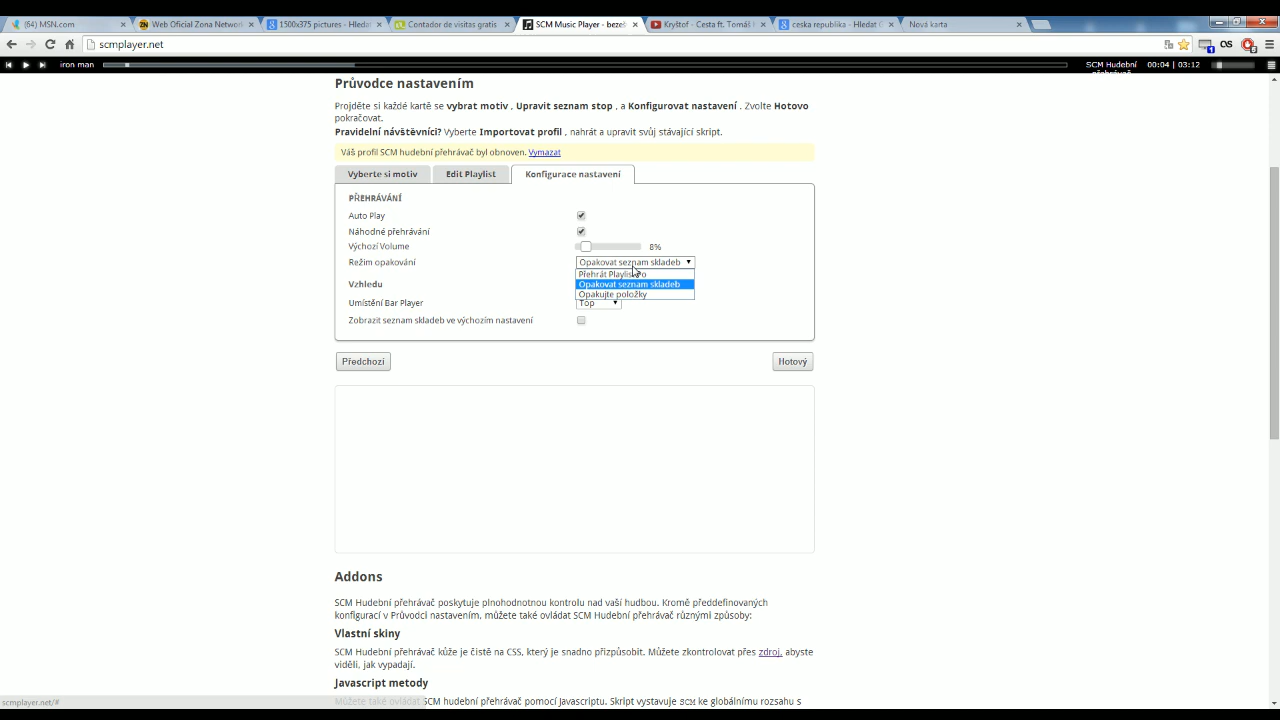 (64) MSN.com
Web Oficial Zona Network
1500x375 pictures - Hledat
Contador de visitas gratis
SCM Music Player - beze
Kryštof - Cesta ft. Tomáš
ceska republika - Hledat
Nová karta
scmplayer.net
iron man
SCM Hudební
přehrávač
00:04 | 03:12
Průvodce nastavením
Projděte si každé kartě se vybrat motiv , Upravit seznam stop , a Konfigurovat nastavení . Zvolte Hotovo
pokračovat.
Pravidelní návštěvníci? Vyberte Importovat profil , nahrát a upravit svůj stávající skript.
Váš profil SCM hudební přehrávač byl obnoven. Vymazat
Vyberte si motiv
Edit Playlist
Konfigurace nastavení
PŘEHRÁVÁNÍ
Auto Play
Náhodné přehrávání
Výchozí Volume
8%
Režim opakování
Opakovat seznam skladeb
Přehrát
Opakovat seznam skladeb
Opakujte položky
Vzhledu
Umístění Bar Player
Top
Zobrazit seznam skladeb ve výchozím nastavení
Předchozí
Hotový
Addons
SCM Hudební přehrávač poskytuje plnohodnotnou kontrolu nad vaší hudbou. Kromě předdefinovaných
konfigurací v Průvodci nastavením, můžete také ovládat SCM Hudební přehrávač různými způsoby:
Vlastní skiny
SCM Hudební přehrávač kůže je čistě na CSS, který je snadno přizpůsobit. Můžete zkontrolovat přes zdroj, abyste
viděli, jak vypadají.
Javascript metody
Můžete také ovládat SCM hudební přehrávač pomocí Javascriptu. Skript vystavuje SCM ke globálnímu rozsahu s
scmplayer.net/#